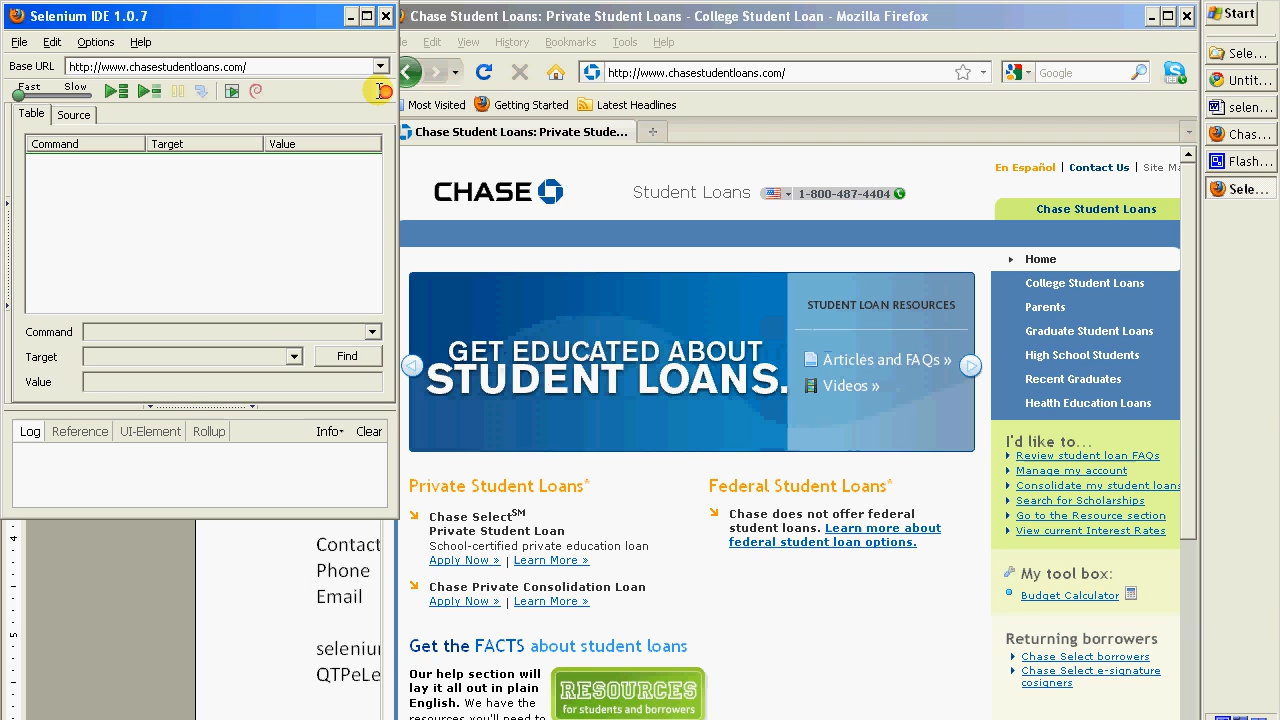 Selenium IDE 1.0.7
File Edit Options Help
Base URL http://www.chasestudentloans.com/
Fast Slow
Table Source
Command Target Value
Command
Target Find
Value
Log Reference UI-Element Rollup Info Clear
Contact
Phone
Email
QTPeLe
Chase Student Loans: Private Student Loans - College Student Loan - Mozilla Firefox
Edit View History Bookmarks Tools Help
http://www.chasestudentloans.com/ Google
Most Visited Getting Started Latest Headlines
Chase Student Loans: Private Stude...
En Español | Contact Us | Site Ma
CHASE Student Loans 1-800-487-4404
Chase Student Loans
Home
College Student Loans
Parents
Graduate Student Loans
High School Students
Recent Graduates
Health Education Loans
GET EDUCATED ABOUT
STUDENT LOANS.
STUDENT LOAN RESOURCES
Articles and FAQs »
Videos »
I'd like to...
Review student loan FAQs
Manage my account
Consolidate my student loans
Search for Scholarships
Go to the Resource section
View current Interest Rates
My tool box:
Budget Calculator
Returning borrowers
Chase Select borrowers
Chase Select e-signature
cosigners
Private Student Loans*
Chase SelectSM
Private Student Loan
School-certified private education loan
Apply Now » | Learn More »
Chase Private Consolidation Loan
Apply Now » | Learn More »
Federal Student Loans*
Chase does not offer federal
student loans. Learn more about
federal student loan options.
Get the FACTS about student loans
Our help section will
lay it all out in plain
English. We have the
resources you'll need to
RESOURCES
for students and borrowers
Start
Sele...
Untit...
selen...
Chas...
Flash...
Sele...